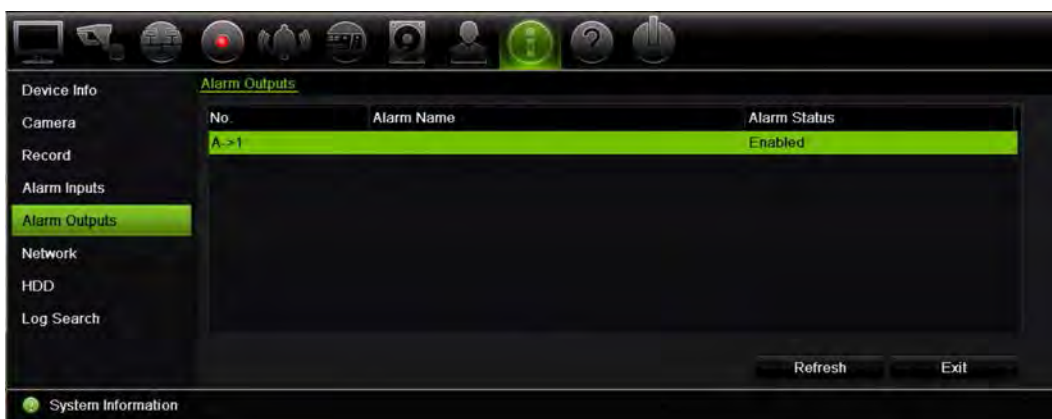 Device Info
Camera
Record
Alarm Inputs
Alarm Outputs
Network
HDD
Log Search
Alarm Outputs
No. Alarm Name Alarm Status
A->1 Enabled
Refresh Exit
System Information